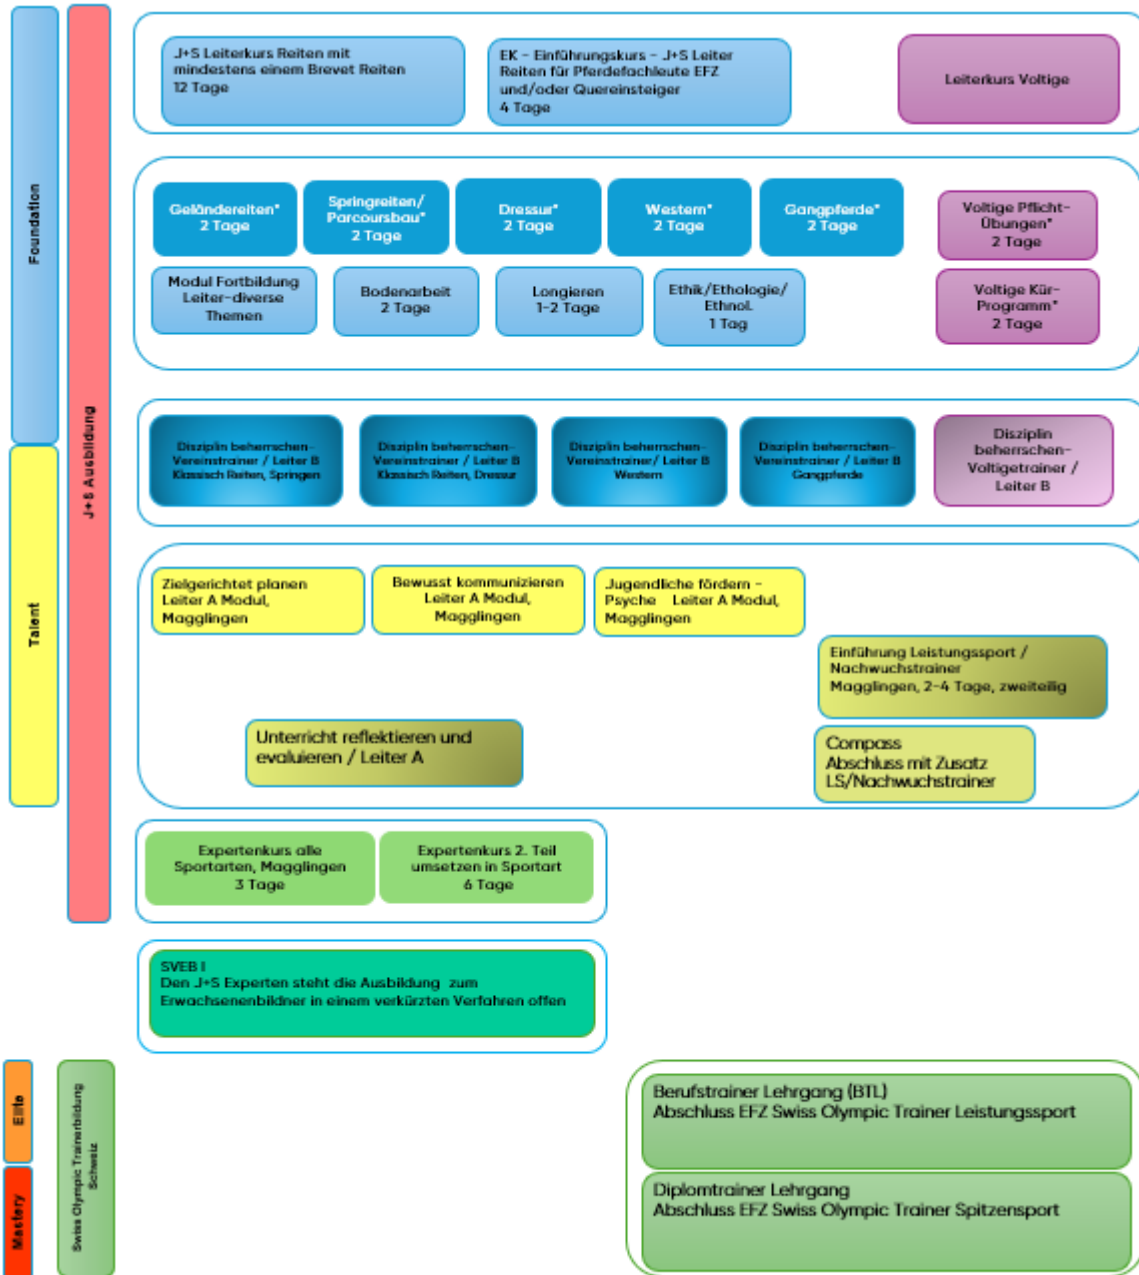 Foundation
Talent
J+S Ausbildung
J+S Leiterkurs Reiten mit
mindestens einem Brevet Reiten
12 Tage
EK - Einführungskurs - J+S Leiter
Reiten für Pferdefachleute EFZ
und/oder Quereinsteiger
4 Tage
Leiterkurs Voltige
Geländereiten*
2 Tage
Springreiten/
Parcoursbau*
2 Tage
Dressur*
2 Tage
Western*
2 Tage
Gangpferde*
2 Tage
Voltige Pflicht-
Übungen*
2 Tage
Modul Fortbildung
Leiter-diverse
Themen
Bodenarbeit
2 Tage
Longieren
1-2 Tage
Ethik/Ethologie/
Ethnol.
1 Tag
Voltige Kür-
Programm*
2 Tage
Disziplin beherrschen-
Vereinstrainer / Leiter B
Klassisch Reiten, Springen
Disziplin beherrschen-
Vereinstrainer / Leiter B
Klassisch Reiten, Dressur
Disziplin beherrschen-
Vereinstrainer/ Leiter B
Western
Disziplin beherrschen-
Vereinstrainer / Leiter B
Gangpferde
Disziplin
beherrschen-
Voltigetrainer /
Leiter B
Zielgerichtet planen
Leiter A Modul,
Magglingen
Bewusst kommunizieren
Leiter A Modul,
Magglingen
Jugendliche fördern -
Psyche Leiter A Modul,
Magglingen
Einführung Leistungssport /
Nachwuchstrainer
Magglingen, 2-4 Tage, zweiteilig
Unterricht reflektieren und
evaluieren / Leiter A
Compass
Abschluss mit Zusatz
LS/Nachwuchstrainer
Expertenkurs alle
Sportarten, Magglingen
3 Tage
Expertenkurs 2. Teil
umsetzen in Sportart
6 Tage
SVEB I
Den J+S Experten steht die Ausbildung zum
Erwachsenenbildner in einem verkürzten Verfahren offen
Elite
Mastery
Swiss Olympic Trainerbildung
Schweiz
Berufstrainer Lehrgang (BTL)
Abschluss EFZ Swiss Olympic Trainer Leistungssport
Diplomtrainer Lehrgang
Abschluss EFZ Swiss Olympic Trainer Spitzensport